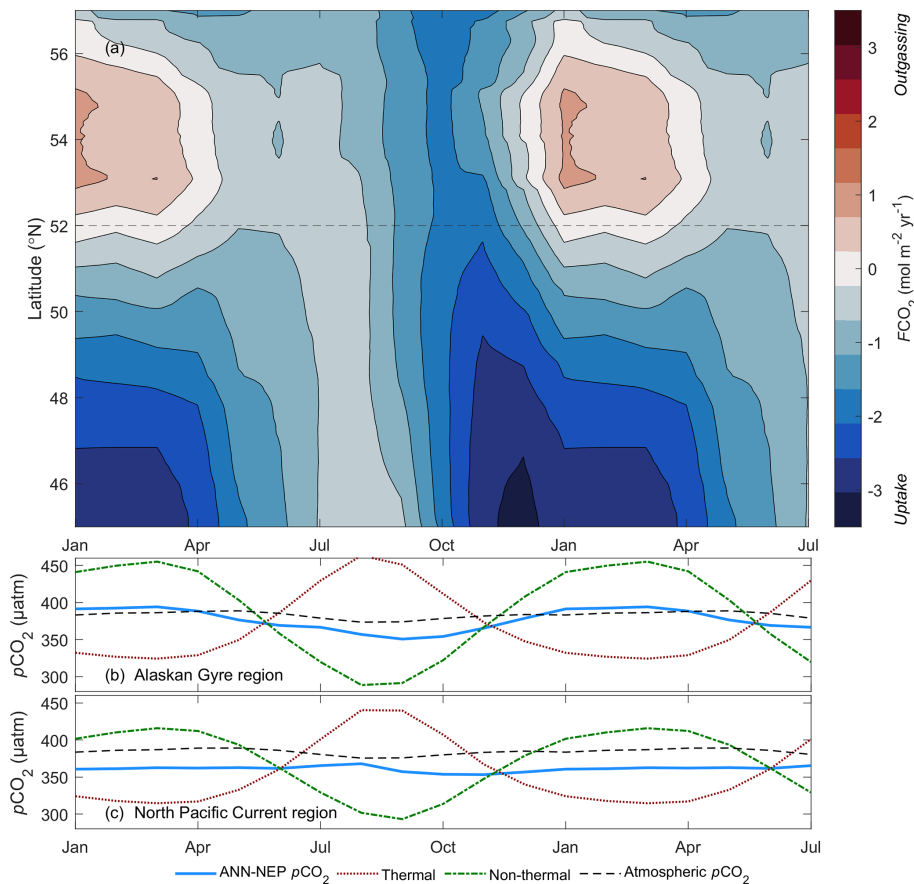 (a)
56
54
52
50
48
46
Latitude (°N)
Jan Apr Jul Oct Jan Apr Jul
3
2
1
0
-1
-2
-3
Outgassing
FCO2 (mol m-2 yr-1)
Uptake
450
400
350
300
pCO2 (µatm)
(b) Alaskan Gyre region
450
400
350
300
pCO2 (µatm)
(c) North Pacific Current region
Jan Apr Jul Oct Jan Apr Jul
ANN-NEP pCO2 Thermal Non-thermal Atmospheric pCO2